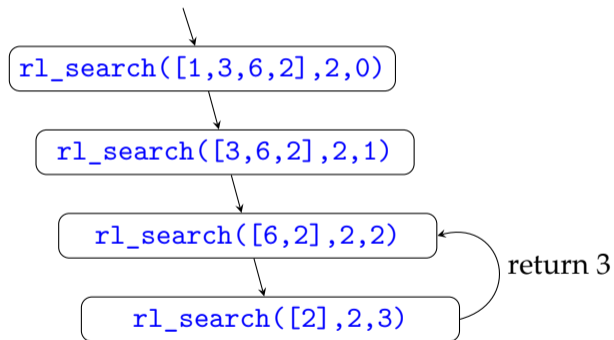 rl_search([1,3,6,2],2,0)
rl_search([3,6,2],2,1)
rl_search([6,2],2,2)
return 3
rl_search([2],2,3)